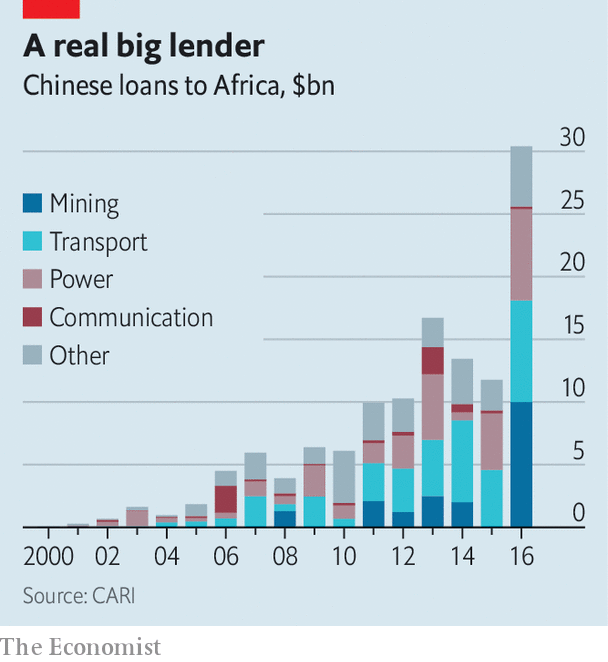 A real big lender
Chinese loans to Africa, $bn
30
Mining
25
Transport
20
Power
Communication
15
Other
10
5
0
2000 02 04 06 08 10 12 14 16
Source: CARI
The Economist